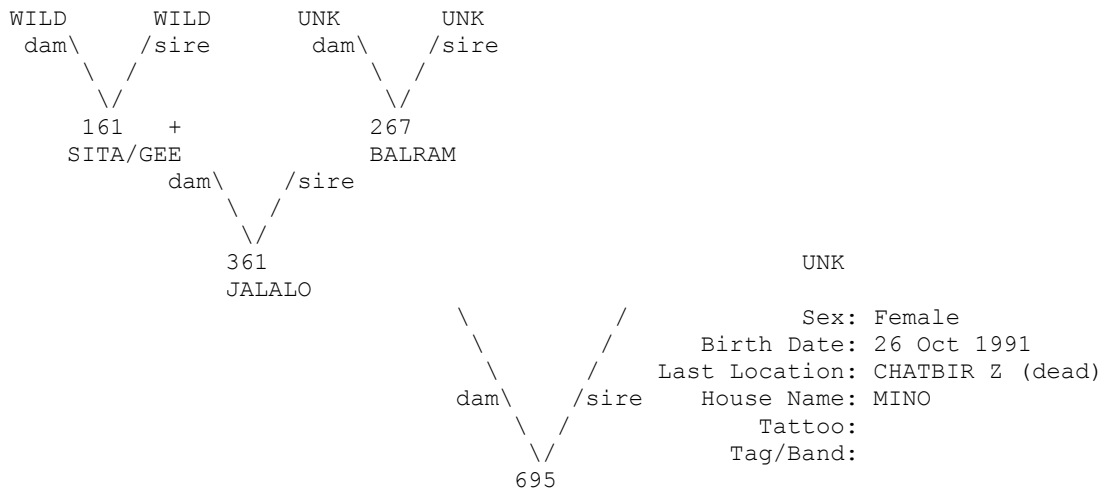 WILD WILD UNK UNK
dam\ /sire dam\ /sire
\ / \ /
\/ \/
161 + 267
SITA/GEE BALRAM
dam\ /sire
\ /
\/
361 UNK
JALALO
\ / Sex: Female
\ / Birth Date: 26 Oct 1991
\ / Last Location: CHATBIR Z (dead)
dam\ /sire House Name: MINO
\ / Tattoo:
\/ Tag/Band:
695